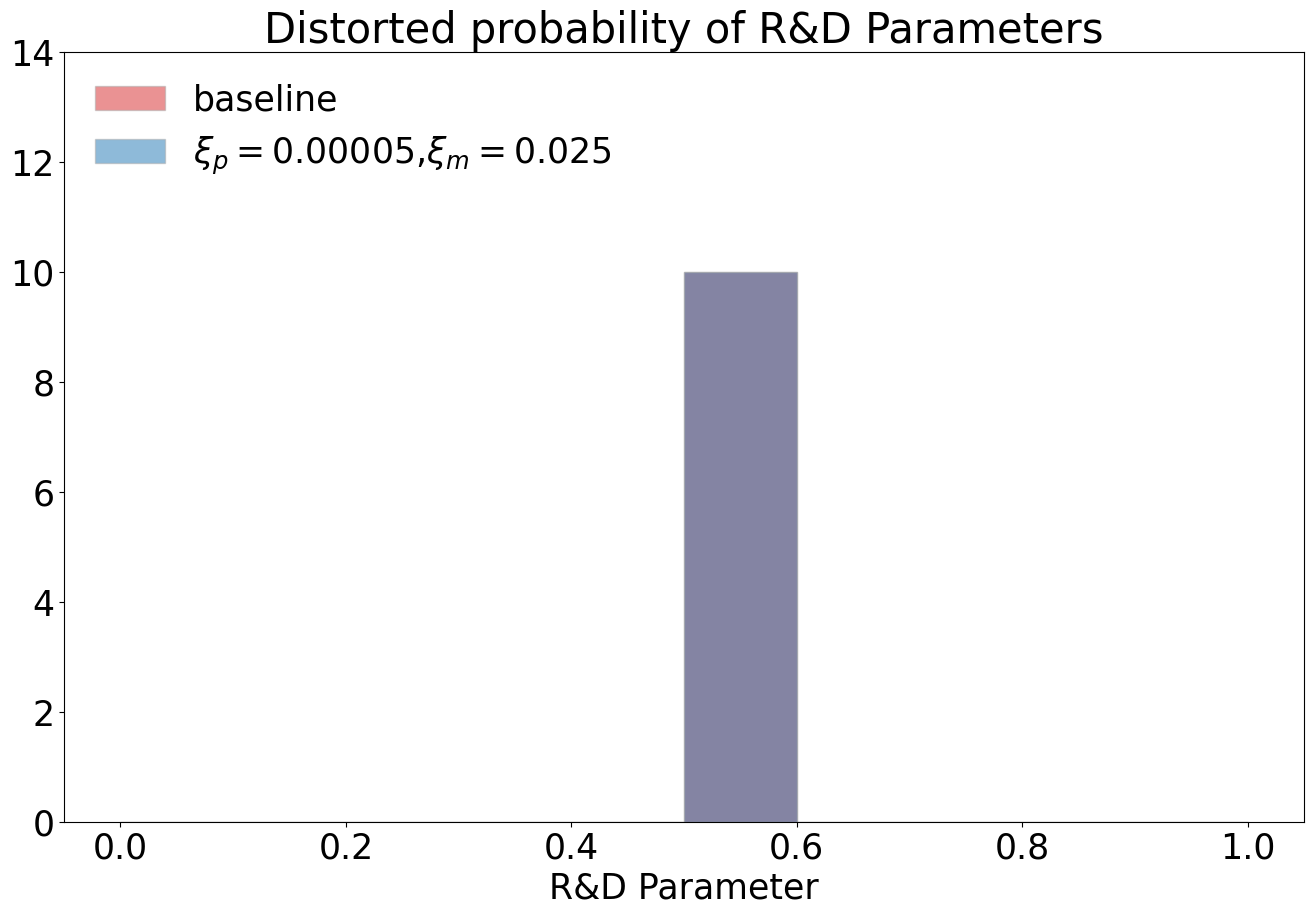 Distorted probability of R&D Parameters
14
baseline
ξp = 0.00005,ξm = 0.025
12
10
8
6
4
2
0
0.0 0.2 0.4 0.6 0.8 1.0
R&D Parameter